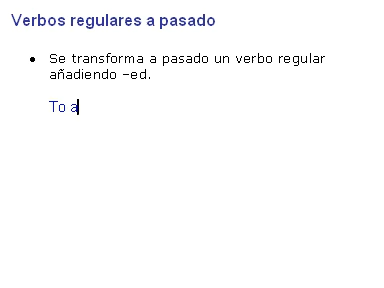 Verbos regulares a pasado
• Se transforma a pasado un verbo regular
añadiendo –ed.
To a